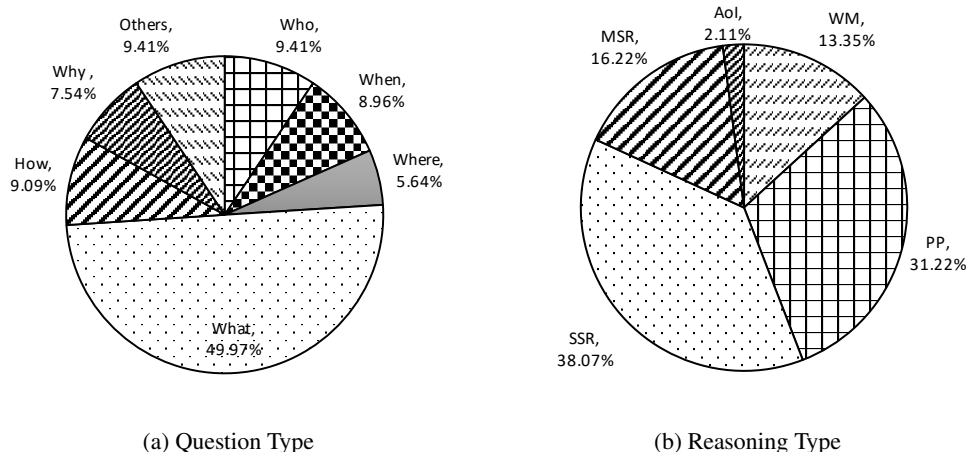 Others,
9.41%
Who,
9.41%
When,
8.96%
Where,
5.64%
What,
49.97%
How,
9.09%
Why ,
7.54%
(a) Question Type
AoI,
2.11%
WM,
13.35%
PP,
31.22%
SSR,
38.07%
MSR,
16.22%
(b) Reasoning Type